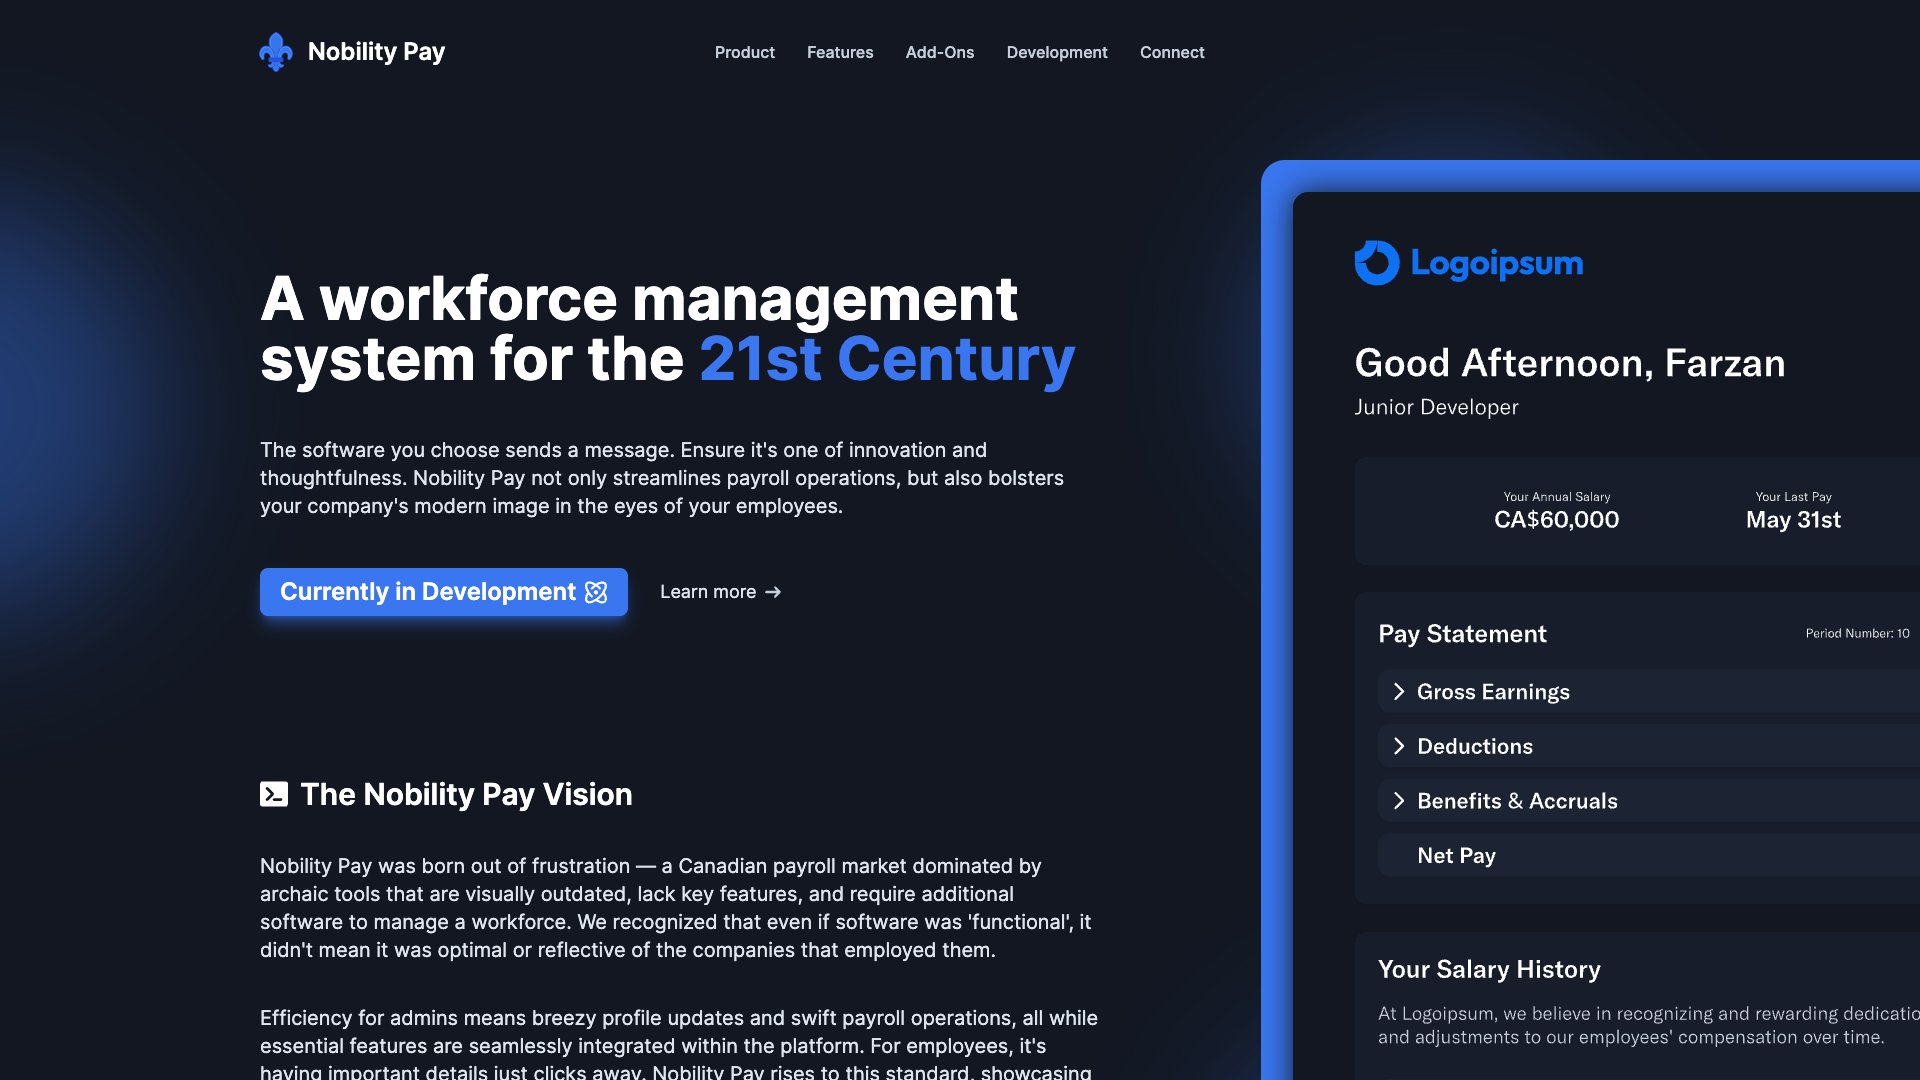 Nobility Pay
Product
Features
Add-Ons
Development
Connect
A workforce management
system for the 21st Century
The software you choose sends a message. Ensure it's one of innovation and
thoughtfulness. Nobility Pay not only streamlines payroll operations, but also bolsters
your company's modern image in the eyes of your employees.
Currently in Development
Learn more →
The Nobility Pay Vision
Nobility Pay was born out of frustration — a Canadian payroll market dominated by
archaic tools that are visually outdated, lack key features, and require additional
software to manage a workforce. We recognized that even if software was 'functional', it
didn't mean it was optimal or reflective of the companies that employed them.
Efficiency for admins means breezy profile updates and swift payroll operations, all while
essential features are seamlessly integrated within the platform. For employees, it's
having important details just clicks away. Nobility Pay rises to this standard, showcasing
Logoipsum
Good Afternoon, Farzan
Junior Developer
Your Annual Salary
CA$60,000
Your Last Pay
May 31st
Pay Statement
Period Number: 10
Gross Earnings
Deductions
Benefits & Accruals
Net Pay
Your Salary History
At Logoipsum, we believe in recognizing and rewarding dedicatio
and adjustments to our employees' compensation over time.